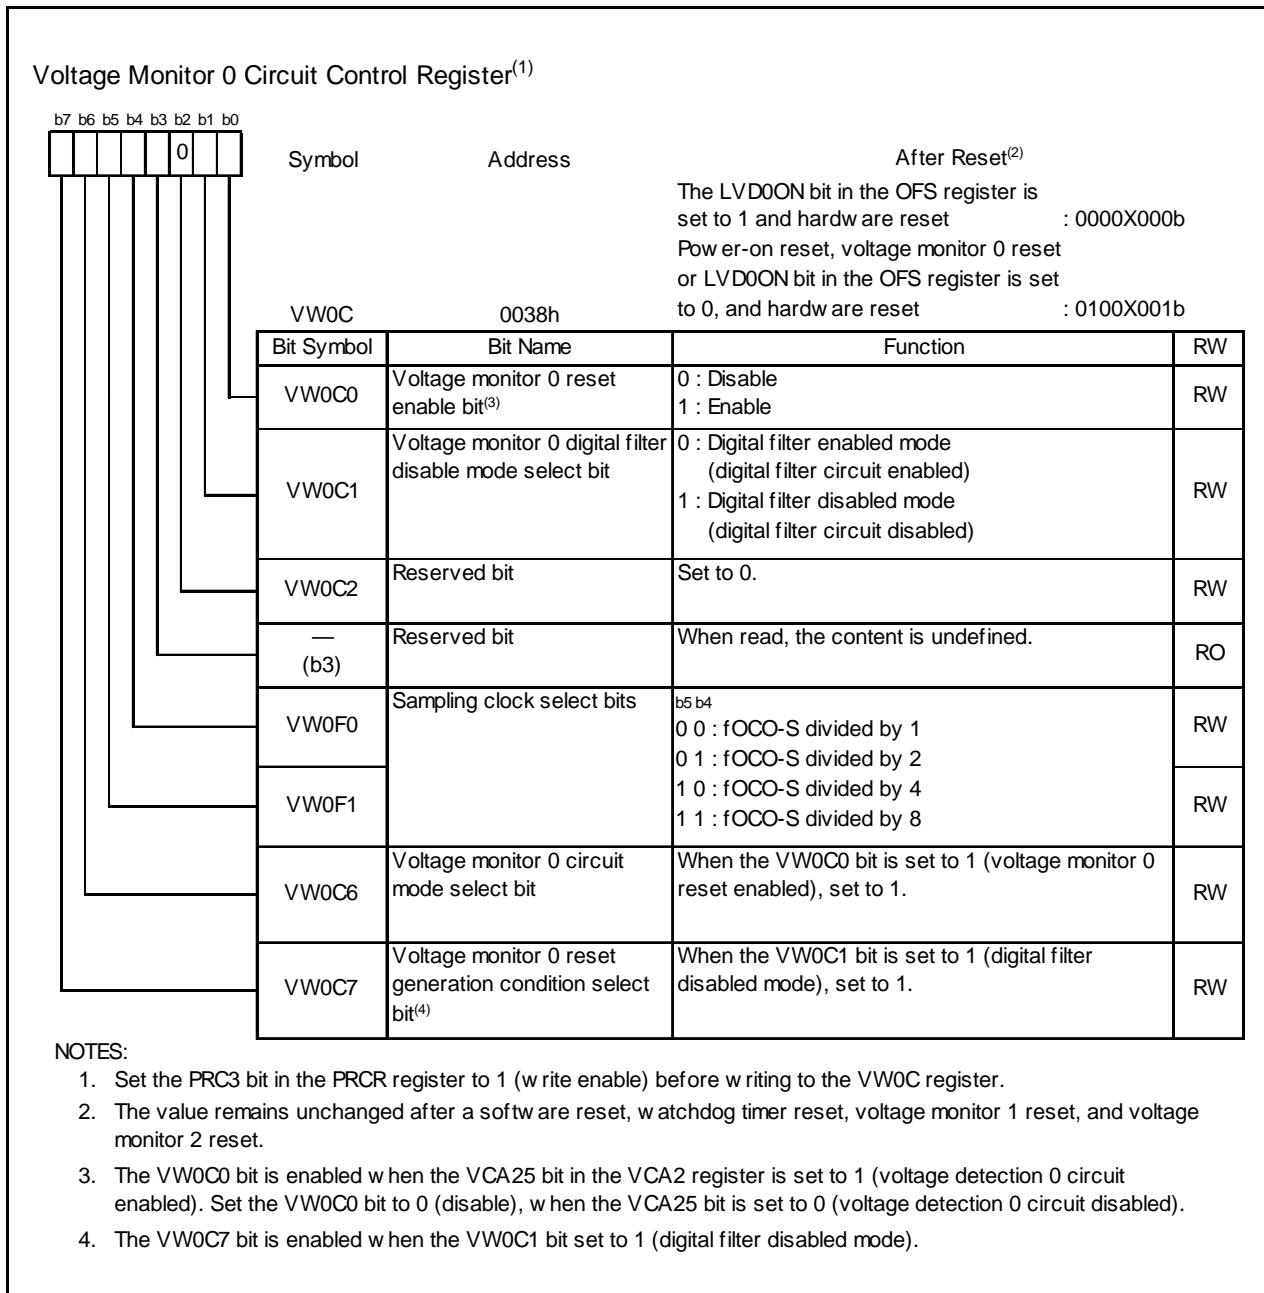 Voltage Monitor 0 Circuit Control Register(1)
b7 b6 b5 b4 b3 b2 b1 b0
0
Symbol Address After Reset(2)
The LVD0ON bit in the OFS register is
set to 1 and hardware reset : 0000X000b
Power-on reset, voltage monitor 0 reset
or LVD0ON bit in the OFS register is set
VW0C 0038h to 0, and hardware reset : 0100X001b
Bit Symbol Bit Name Function RW
VW0C0 Voltage monitor 0 reset
enable bit(3)
0 : Disable
1 : Enable
RW
VW0C1 Voltage monitor 0 digital filter
disable mode select bit
0 : Digital filter enabled mode
(digital filter circuit enabled)
1 : Digital filter disabled mode
(digital filter circuit disabled)
RW
VW0C2 Reserved bit Set to 0. RW
—
(b3)
Reserved bit When read, the content is undefined. RO
VW0F0 Sampling clock select bits
b5 b4
0 0 : fOCO-S divided by 1
0 1 : fOCO-S divided by 2
RW
VW0F1
1 0 : fOCO-S divided by 4
1 1 : fOCO-S divided by 8
RW
VW0C6 Voltage monitor 0 circuit
mode select bit
When the VW0C0 bit is set to 1 (voltage monitor 0
reset enabled), set to 1.
RW
VW0C7 Voltage monitor 0 reset
generation condition select
bit(4)
When the VW0C1 bit is set to 1 (digital filter
disabled mode), set to 1.
RW
NOTES:
1. Set the PRC3 bit in the PRCR register to 1 (write enable) before writing to the VW0C register.
2. The value remains unchanged after a software reset, watchdog timer reset, voltage monitor 1 reset, and voltage
monitor 2 reset.
3. The VW0C0 bit is enabled when the VCA25 bit in the VCA2 register is set to 1 (voltage detection 0 circuit
enabled). Set the VW0C0 bit to 0 (disable), when the VCA25 bit is set to 0 (voltage detection 0 circuit disabled).
4. The VW0C7 bit is enabled when the VW0C1 bit set to 1 (digital filter disabled mode).